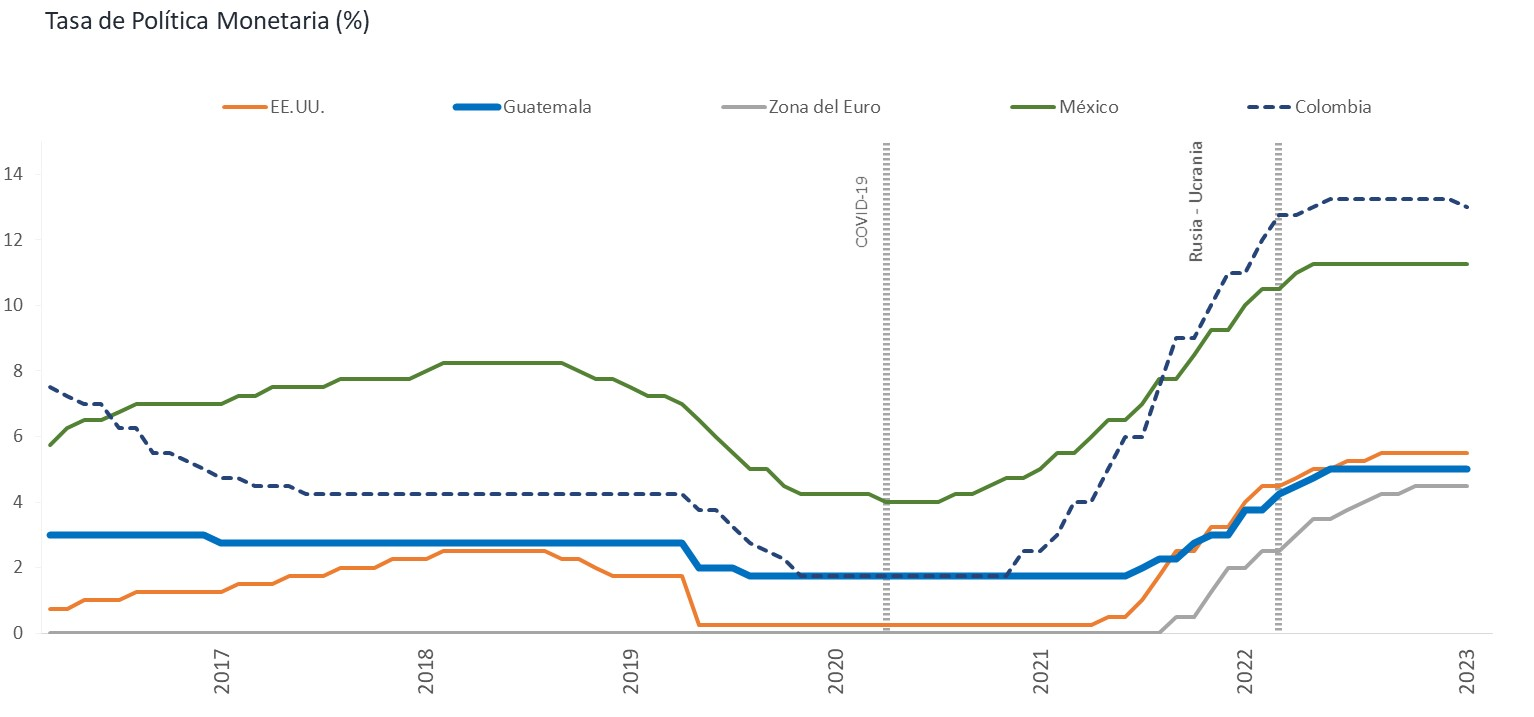 Tasa de Política Monetaria (%)
EE.UU. Guatemala Zona del Euro México Colombia
14
12
10
8
6
4
2
0
COVID-19
Rusia - Ucrania
2017 2018 2019 2020 2021 2022 2023